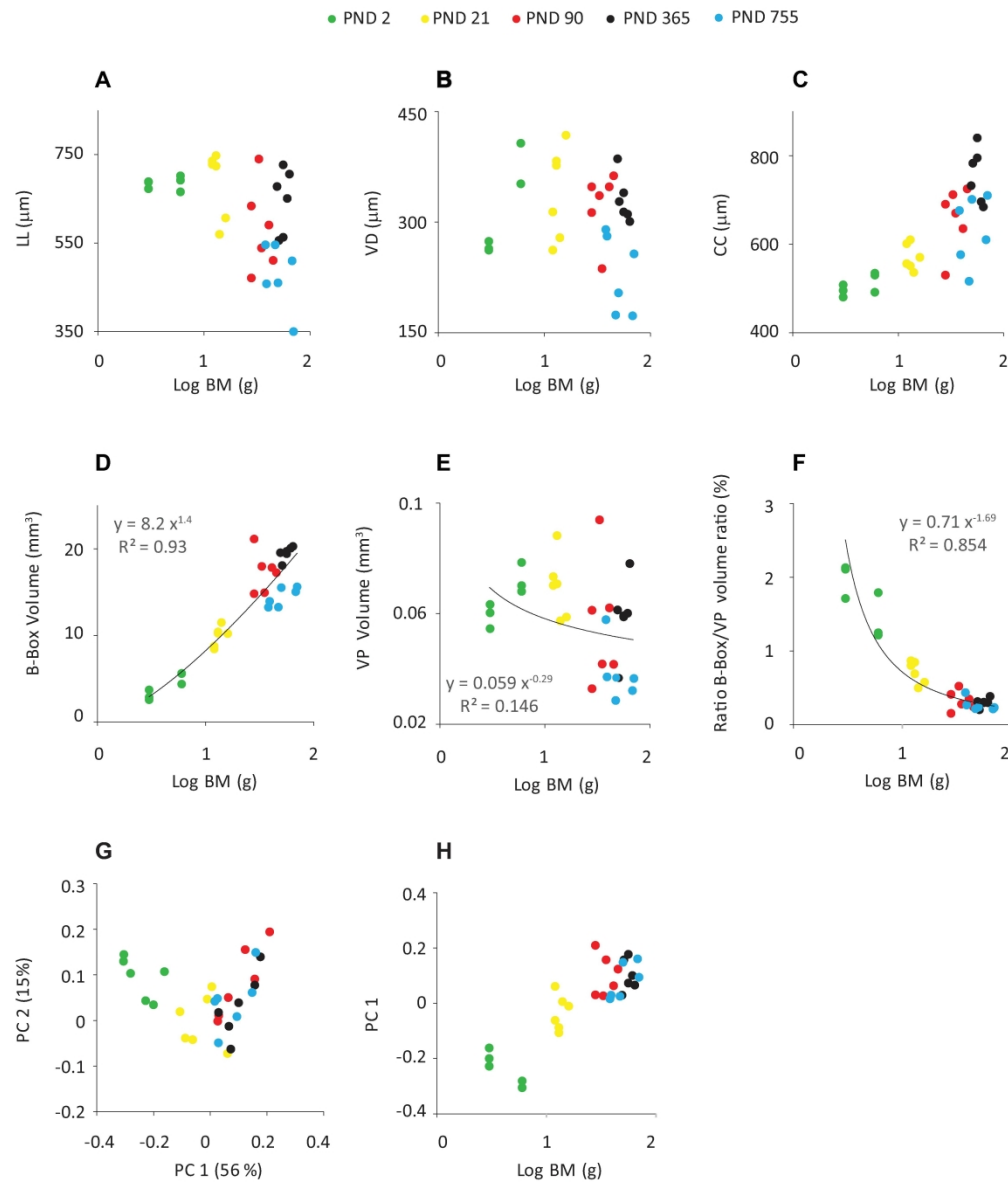 PND 2 PND 21 PND 90 PND 365 PND 755
A
750
550
350
LL (µm)
0 1 2
Log BM (g)
B
450
300
150
VD (µm)
0 1 2
Log BM (g)
C
800
600
400
CC (µm)
0 1 2
Log BM (g)
D
y = 8.2 x^1.4
R² = 0.93
20
10
0
B-Box Volume (mm³)
0 1 2
Log BM (g)
E
0.1
0.06
0.02
VP Volume (mm³)
y = 0.059 x^-0.29
R² = 0.146
0 1 2
Log BM (g)
F
3
2
1
0
Ratio B-Box/VP volume ratio (%)
y = 0.71 x^-1.69
R² = 0.854
0 1 2
Log BM (g)
G
0.3
0.2
0.1
0
-0.1
-0.2
PC 2 (15%)
-0.4 -0.2 0 0.2 0.4
PC 1 (56 %)
H
0.4
0.2
0
-0.2
-0.4
PC 1
0 1 2
Log BM (g)